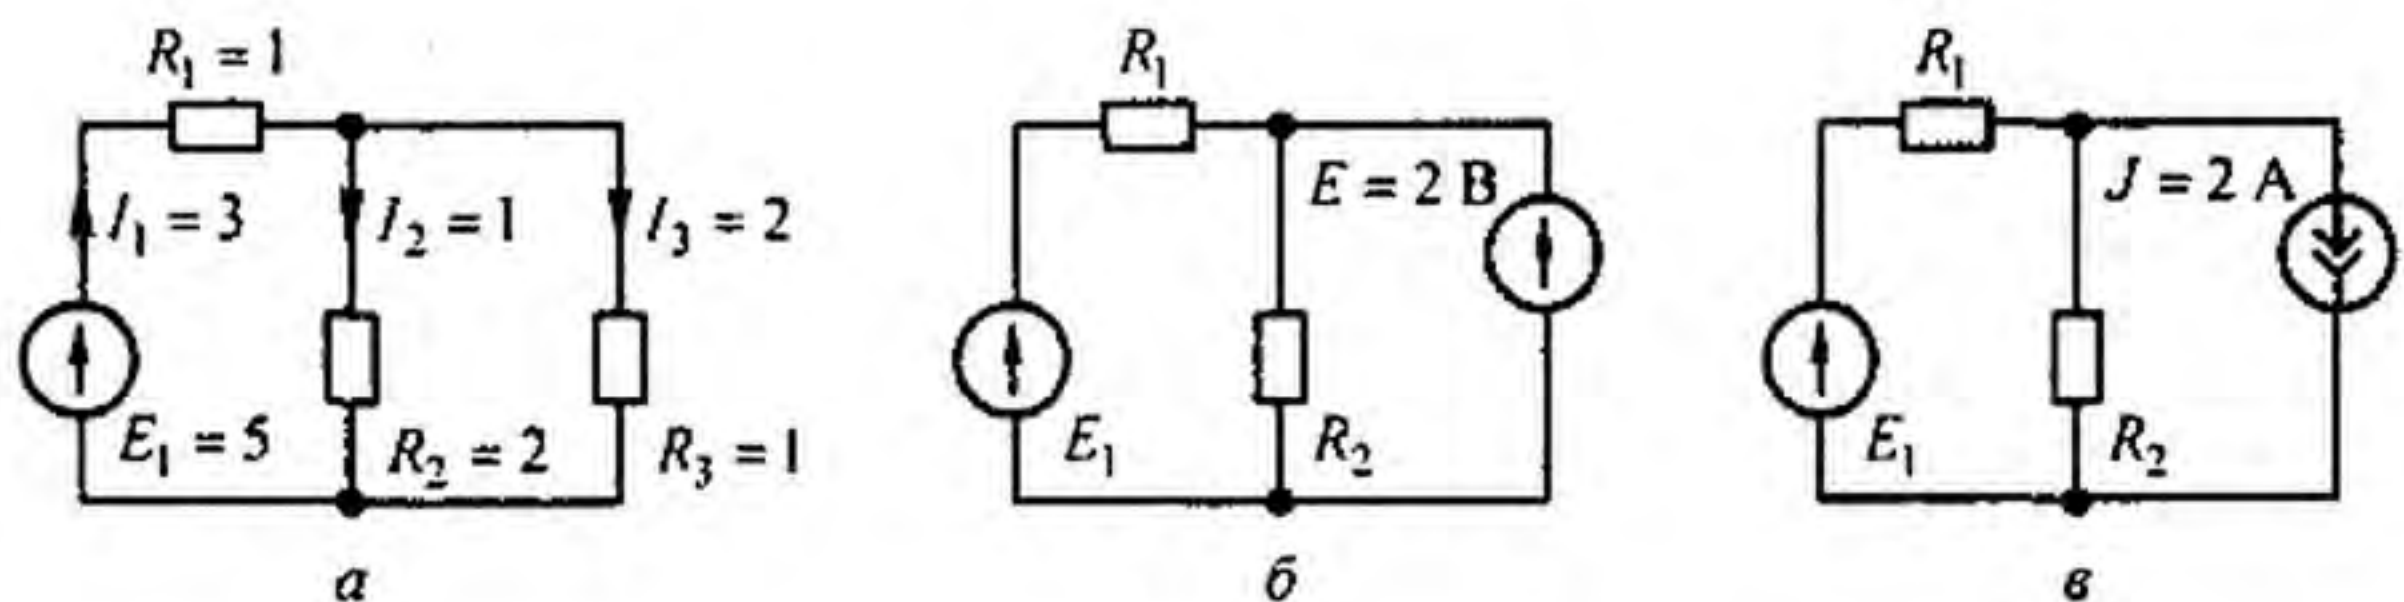 R₁ = 1
I₁ = 3
I₂ = 1
I₃ = 2
E₁ = 5
R₂ = 2
R₃ = 1
а
R₁
E = 2 В
E₁
R₂
б
R₁
J = 2 А
E₁
R₂
в